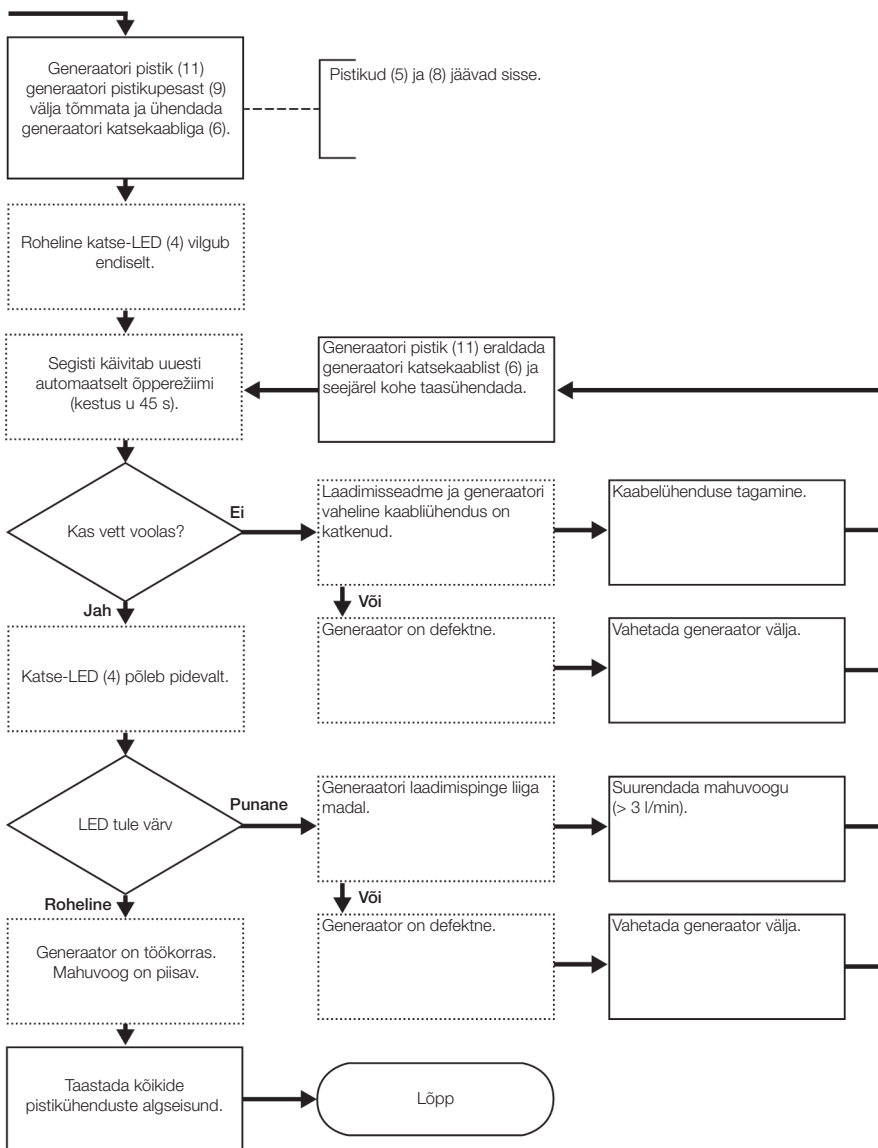 Generaatori pistik (11)
generaatori pistikupesast (9)
välja tõmmata ja ühendada
generaatori katsekaabliga (6).
Pistikud (5) ja (8) jäävad sisse.
Roheline katse-LED (4) vilgub
endiselt.
Segisti käivitab uuesti
automaatselt õpperežiimi
(kestus u 45 s).
Generaatori pistik (11) eraldada
generaatori katsekaablist (6) ja
seejärel kohe taasühendada.
Kas vett voolas?
Ei
Laadimisseadme ja generaatori
vaheline kaabliühendus on
katkenud.
Kaabelühenduse tagamine.
Jah
Või
Katse-LED (4) põleb pidevalt.
Generaator on defektne.
Vahetada generaator välja.
LED tule värv
Punane
Generaatori laadimispinge liiga
madal.
Suurendada mahuvoogu
(> 3 l/min).
Roheline
Või
Generaator on töökorras.
Mahuvoog on piisav.
Generaator on defektne.
Vahetada generaator välja.
Taastada kõikide
pistikühenduste algseisund.
Lõpp